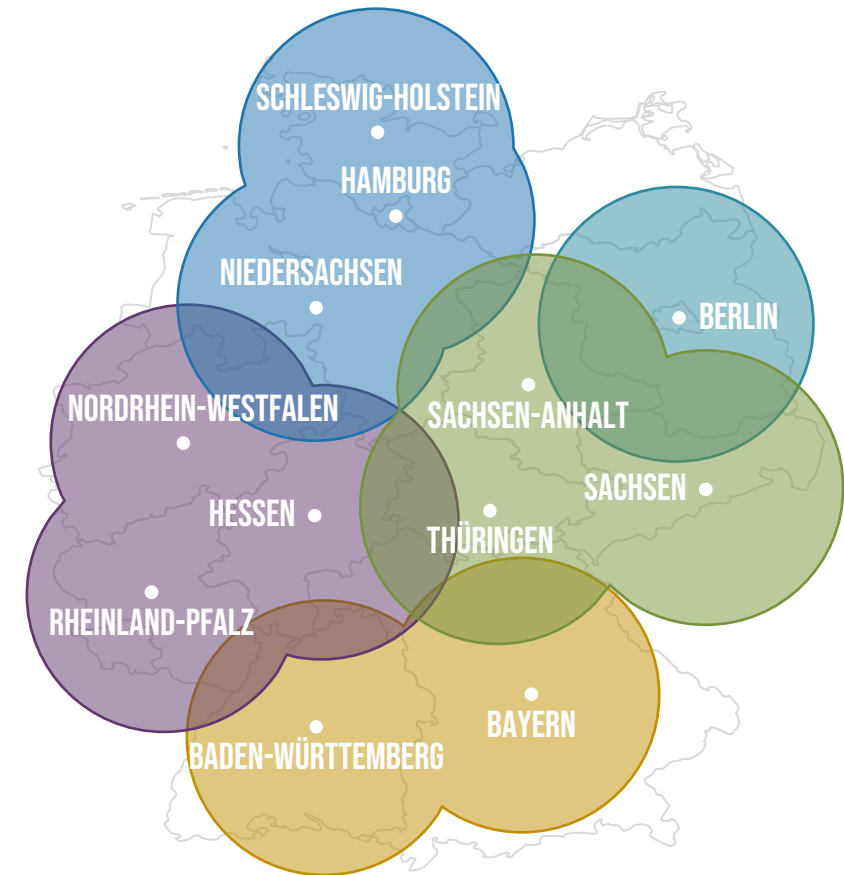 SCHLESWIG-HOLSTEIN
HAMBURG
NIEDERSACHSEN
BERLIN
NORDRHEIN-WESTFALEN
SACHSEN-ANHALT
SACHSEN
HESSEN
THÜRINGEN
RHEINLAND-PFALZ
BAYERN
BADEN-WÜRTTEMBERG